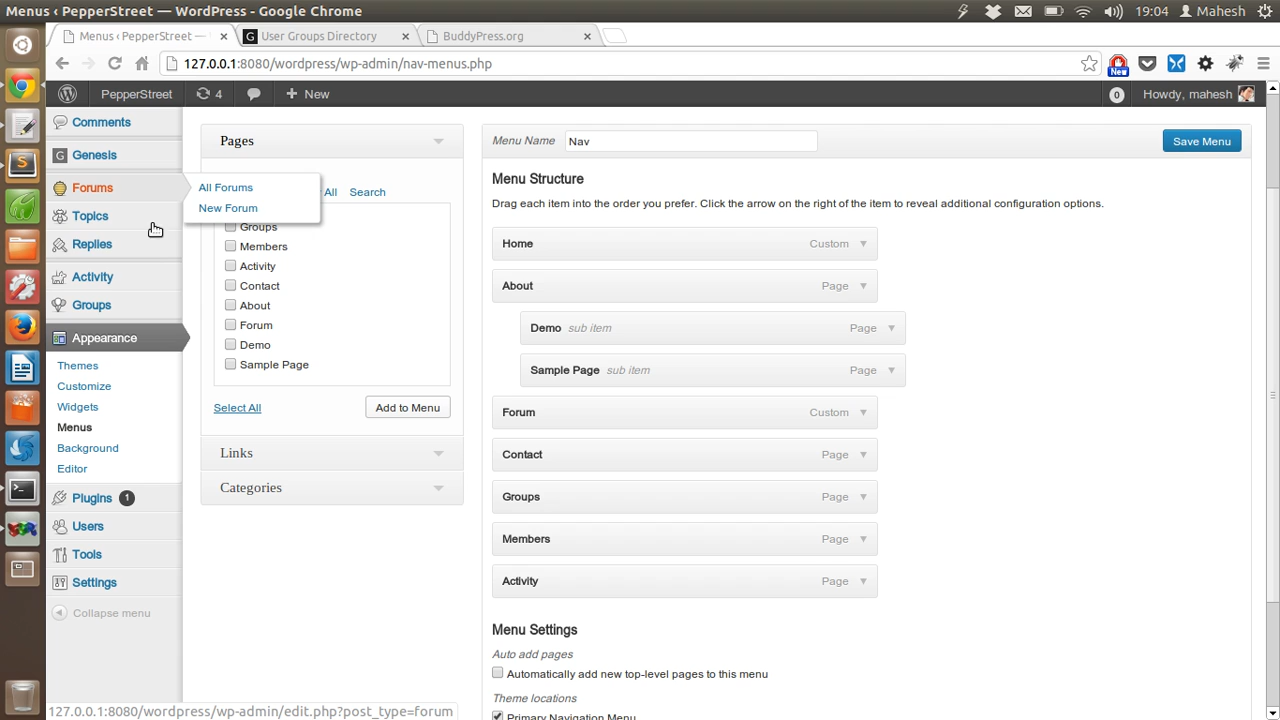 Menus ‹ PepperStreet — WordPress - Google Chrome
19:04
Mahesh
Menus ‹ PepperStreet —
User Groups Directory
BuddyPress.org
127.0.0.1:8080/wordpress/wp-admin/nav-menus.php
New
PepperStreet
4
New
0
Howdy, mahesh
Comments
Genesis
Forums
Topics
Replies
Activity
Groups
Appearance
Themes
Customize
Widgets
Menus
Background
Editor
Plugins 1
Users
Tools
Settings
Collapse menu
All Forums
New Forum
Pages
All
Search
Groups
Members
Activity
Contact
About
Forum
Demo
Sample Page
Select All
Add to Menu
Links
Categories
Menu Name
Nav
Save Menu
Menu Structure
Drag each item into the order you prefer. Click the arrow on the right of the item to reveal additional configuration options.
Home Custom
About Page
Demo sub item Page
Sample Page sub item Page
Forum Custom
Contact Page
Groups Page
Members Page
Activity Page
Menu Settings
Auto add pages
Automatically add new top-level pages to this menu
Theme locations
Primary Navigation Menu
127.0.0.1:8080/wordpress/wp-admin/edit.php?post_type=forum